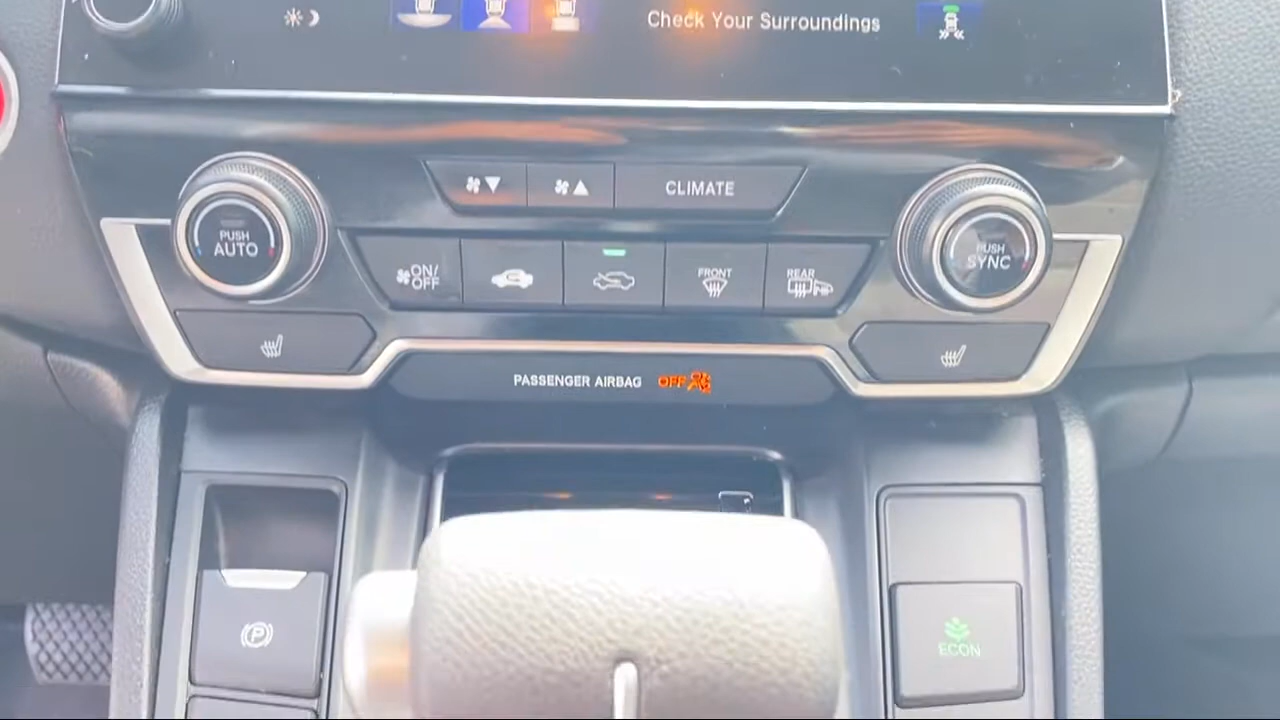 Check Your Surroundings
CLIMATE
PUSH
AUTO
ON/
OFF
FRONT
REAR
PUSH
SYNC
PASSENGER AIRBAG OFF
P
ECON